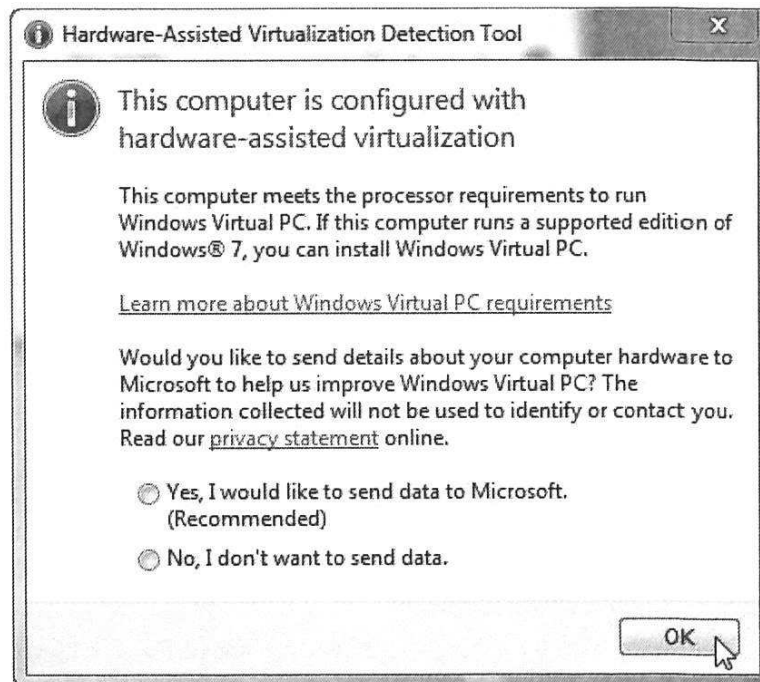 Hardware-Assisted Virtualization Detection Tool
This computer is configured with
hardware-assisted virtualization
This computer meets the processor requirements to run
Windows Virtual PC. If this computer runs a supported edition of
Windows® 7, you can install Windows Virtual PC.
Learn more about Windows Virtual PC requirements
Would you like to send details about your computer hardware to
Microsoft to help us improve Windows Virtual PC? The
information collected will not be used to identify or contact you.
Read our privacy statement online.
Yes, I would like to send data to Microsoft.
(Recommended)
No, I don't want to send data.
OK